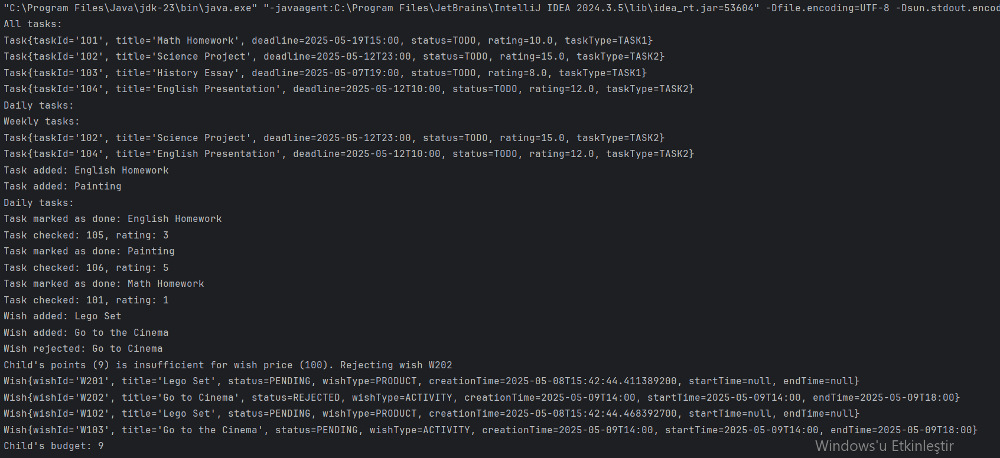 "C:\Program Files\Java\jdk-23\bin\java.exe" "-javaagent:C:\Program Files\JetBrains\IntelliJ IDEA 2024.3.5\lib\idea_rt.jar=53604" -Dfile.encoding=UTF-8 -Dsun.stdout.encod
All tasks:
Task{taskId='101', title='Math Homework', deadline=2025-05-19T15:00, status=TODO, rating=10.0, taskType=TASK1}
Task{taskId='102', title='Science Project', deadline=2025-05-12T23:00, status=TODO, rating=15.0, taskType=TASK2}
Task{taskId='103', title='History Essay', deadline=2025-05-07T19:00, status=TODO, rating=8.0, taskType=TASK1}
Task{taskId='104', title='English Presentation', deadline=2025-05-12T10:00, status=TODO, rating=12.0, taskType=TASK2}
Daily tasks:
Weekly tasks:
Task{taskId='102', title='Science Project', deadline=2025-05-12T23:00, status=TODO, rating=15.0, taskType=TASK2}
Task{taskId='104', title='English Presentation', deadline=2025-05-12T10:00, status=TODO, rating=12.0, taskType=TASK2}
Task added: English Homework
Task added: Painting
Daily tasks:
Task marked as done: English Homework
Task checked: 105, rating: 3
Task marked as done: Painting
Task checked: 106, rating: 5
Task marked as done: Math Homework
Task checked: 101, rating: 1
Wish added: Lego Set
Wish added: Go to the Cinema
Wish rejected: Go to Cinema
Child's points (9) is insufficient for wish price (100). Rejecting wish W202
Wish{wishId='W201', title='Lego Set', status=PENDING, wishType=PRODUCT, creationTime=2025-05-08T15:42:44.411389200, startTime=null, endTime=null}
Wish{wishId='W202', title='Go to Cinema', status=REJECTED, wishType=ACTIVITY, creationTime=2025-05-09T14:00, startTime=2025-05-09T14:00, endTime=2025-05-09T18:00}
Wish{wishId='W102', title='Lego Set', status=PENDING, wishType=PRODUCT, creationTime=2025-05-08T15:42:44.468392700, startTime=null, endTime=null}
Wish{wishId='W103', title='Go to the Cinema', status=PENDING, wishType=ACTIVITY, creationTime=2025-05-09T14:00, startTime=2025-05-09T14:00, endTime=2025-05-09T18:00}
Child's budget: 9
Windows'u Etkinleştir